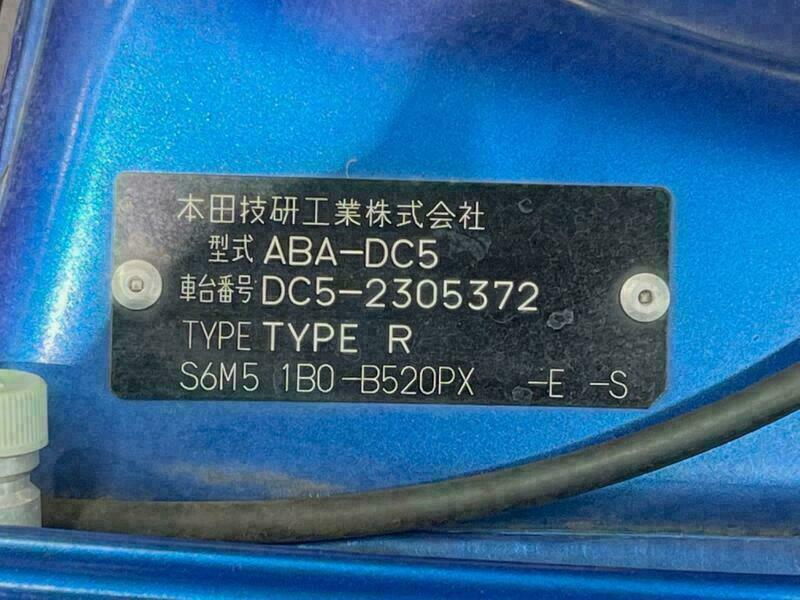 本田技研工業株式会社
型式 ABA-DC5
車台番号 DC5-2305372
TYPE TYPE R
S6M5 1B0-B520PX -E -S